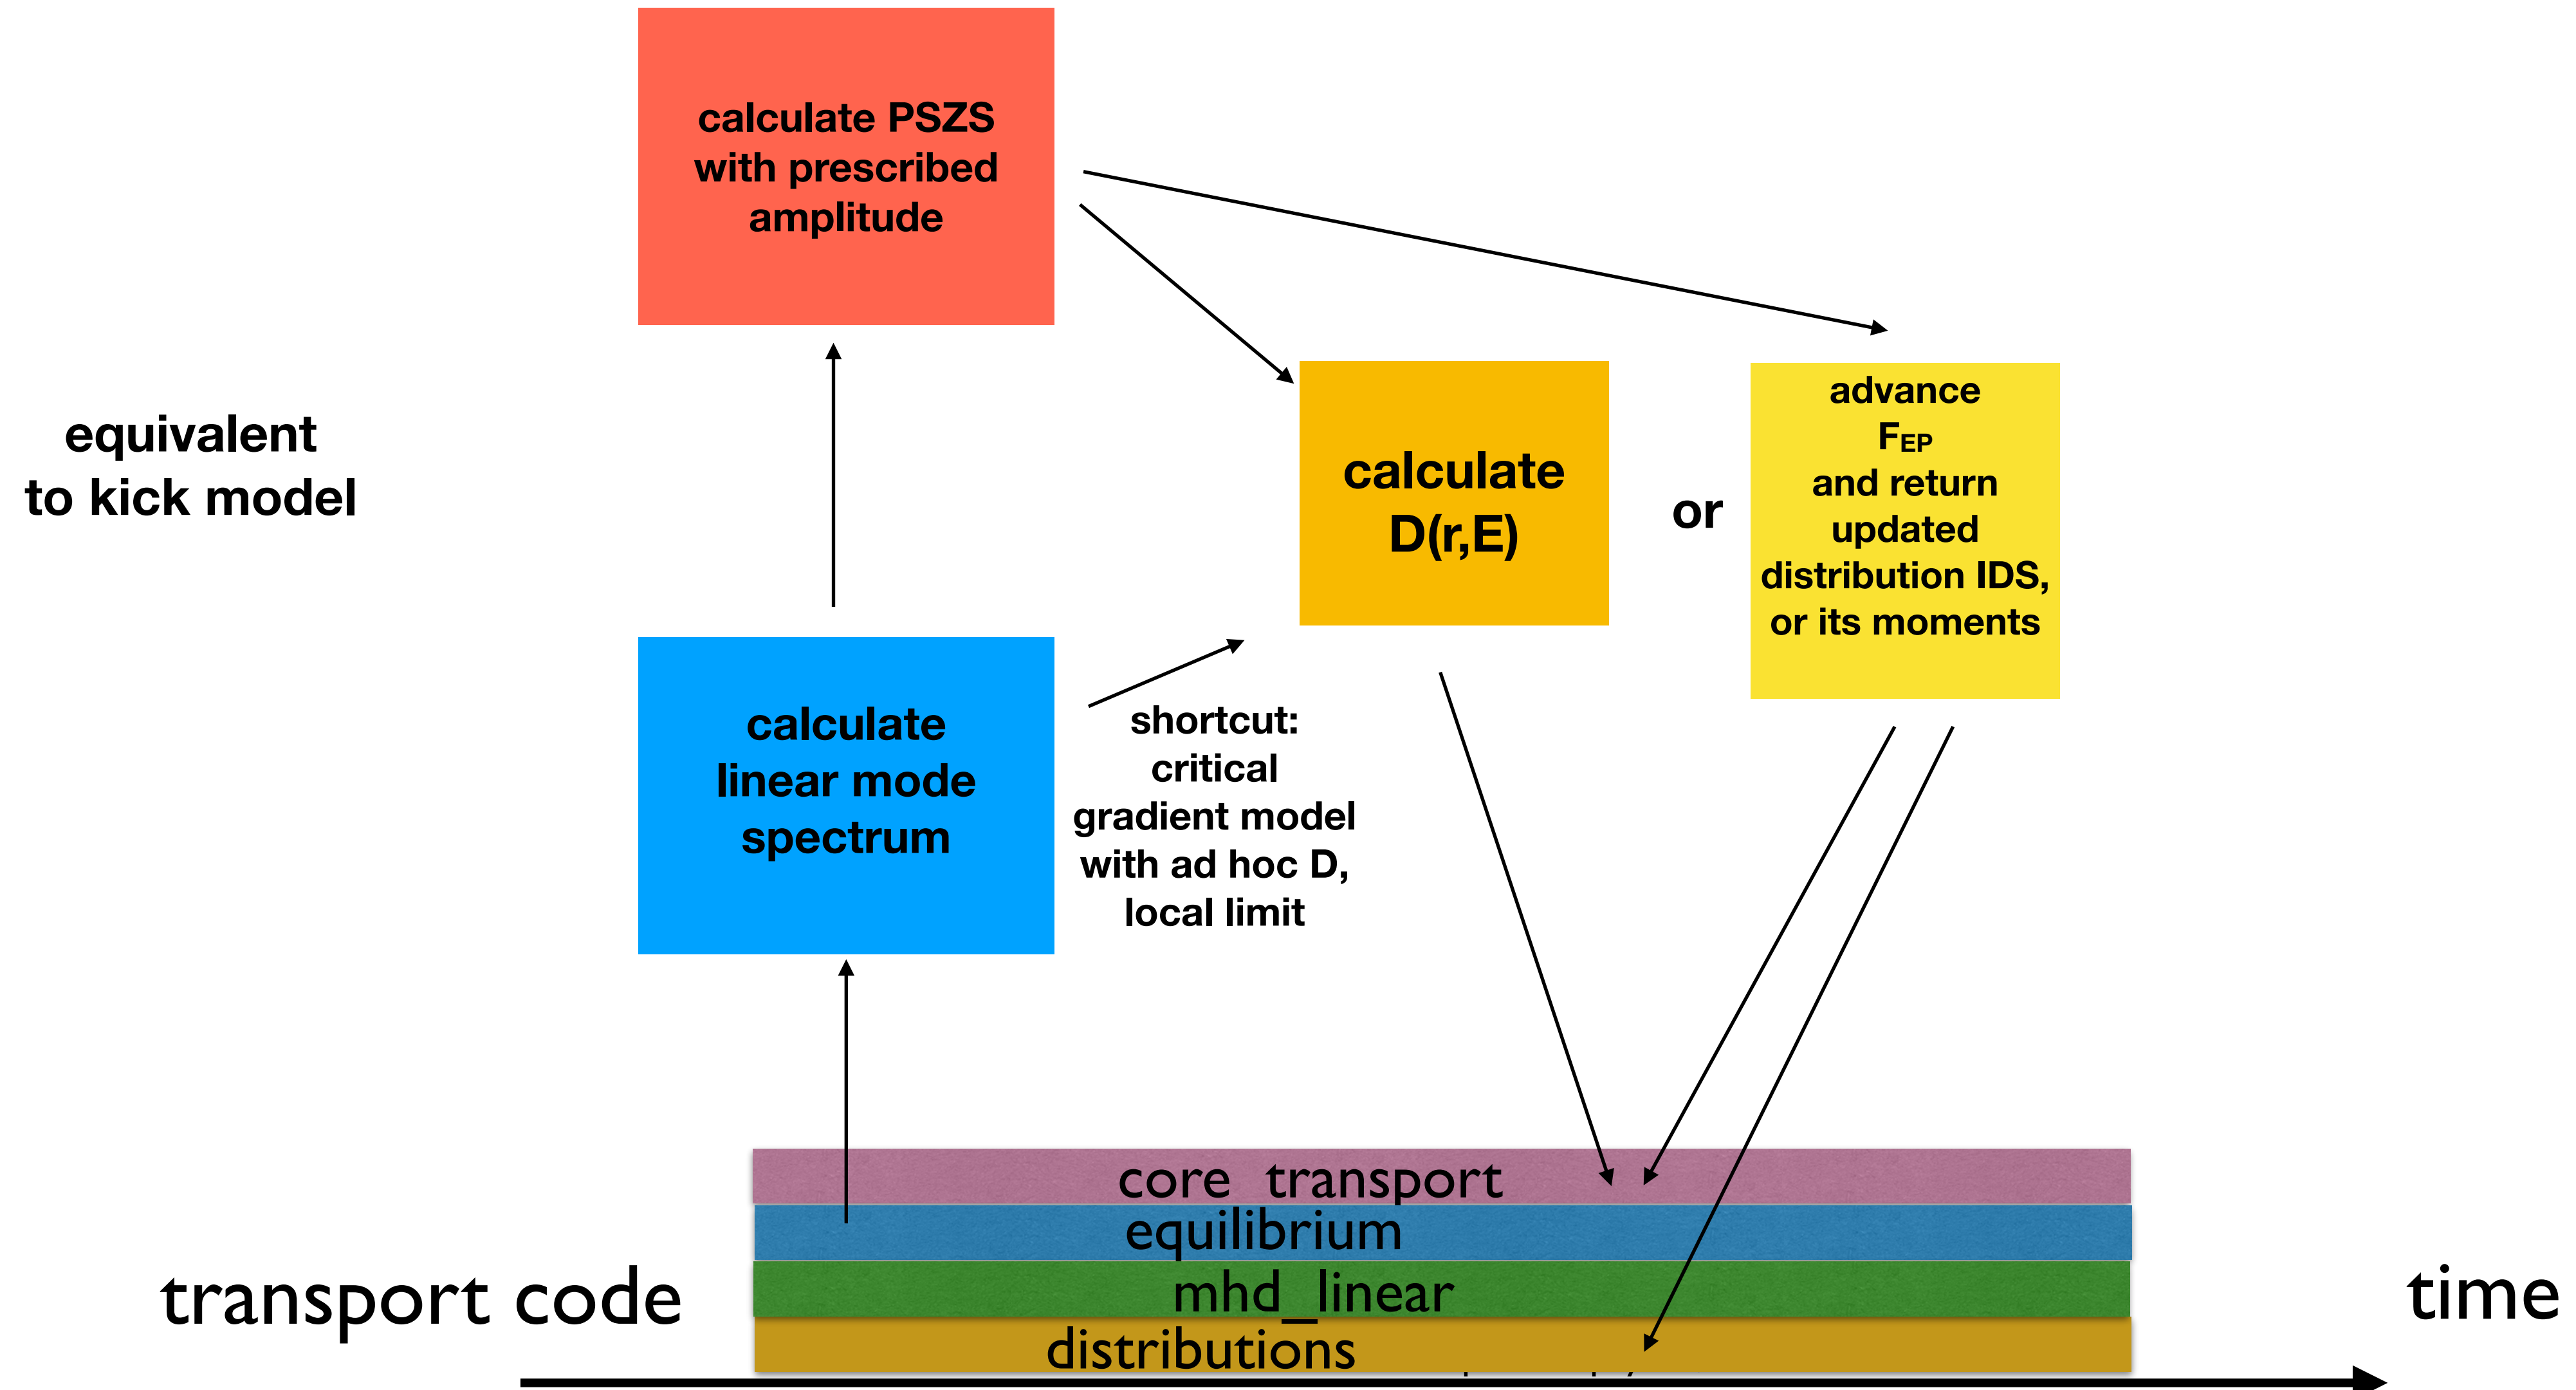 calculate PSZS
with prescribed
amplitude
equivalent
to kick model
calculate
D(r,E)
or
advance
FEP
and return
updated
distribution IDS,
or its moments
calculate
linear mode
spectrum
shortcut:
critical
gradient model
with ad hoc D,
local limit
core_transport
equilibrium
mhd_linear
distributions
transport code
time